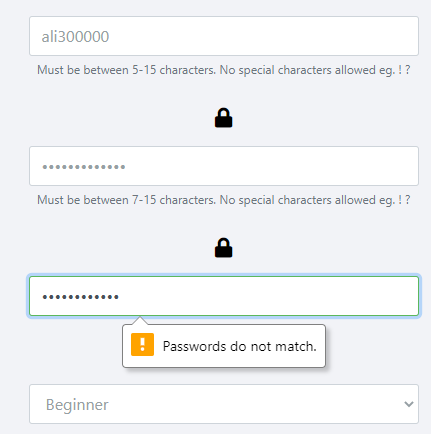 ali300000
Must be between 5-15 characters. No special characters allowed eg. ! ?
•••••••••••••
Must be between 7-15 characters. No special characters allowed eg. ! ?
••••••••••••
! Passwords do not match.
Beginner